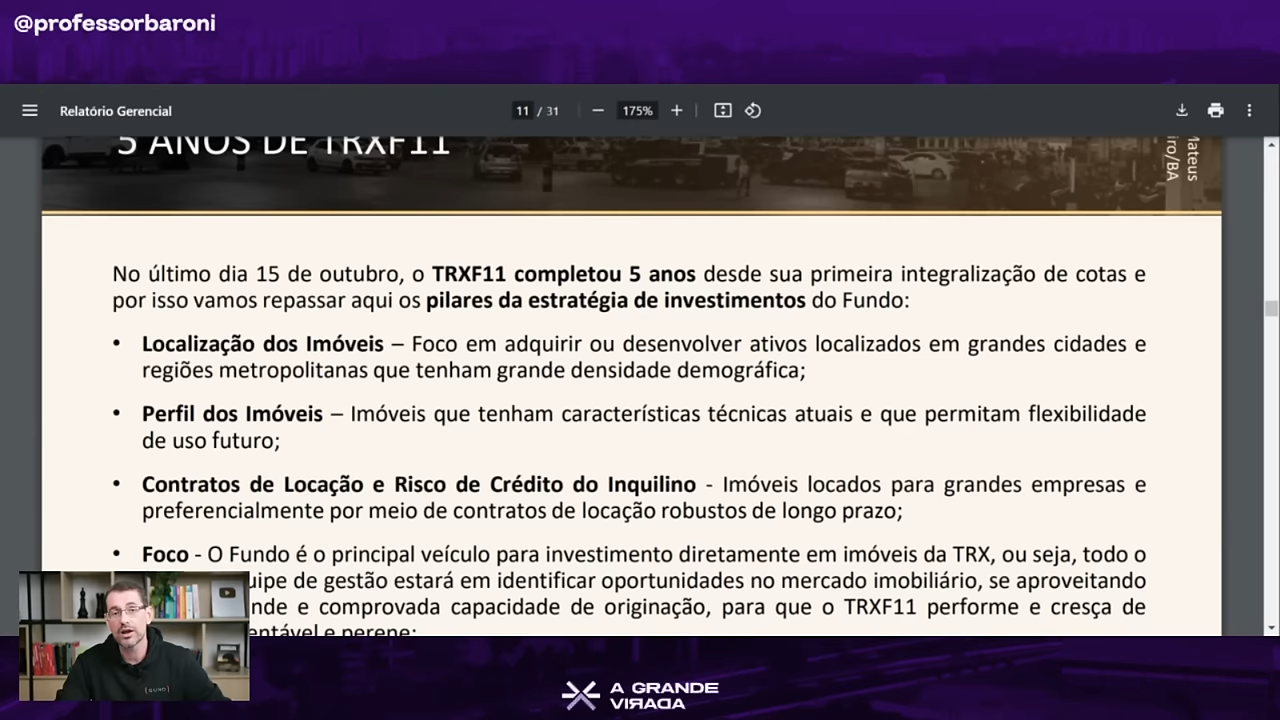 @professorbaroni
Relatório Gerencial
11 / 31
175%
5 ANOS DE TRXF11
Mateus
iro/BA
No último dia 15 de outubro, o TRXF11 completou 5 anos desde sua primeira integralização de cotas e
por isso vamos repassar aqui os pilares da estratégia de investimentos do Fundo:
• Localização dos Imóveis – Foco em adquirir ou desenvolver ativos localizados em grandes cidades e
regiões metropolitanas que tenham grande densidade demográfica;
• Perfil dos Imóveis – Imóveis que tenham características técnicas atuais e que permitam flexibilidade
de uso futuro;
• Contratos de Locação e Risco de Crédito do Inquilino - Imóveis locados para grandes empresas e
preferencialmente por meio de contratos de locação robustos de longo prazo;
• Foco - O Fundo é o principal veículo para investimento diretamente em imóveis da TRX, ou seja, todo o
uipe de gestão estará em identificar oportunidades no mercado imobiliário, se aproveitando
nde e comprovada capacidade de originação, para que o TRXF11 performe e cresça de
entável e perene;
A GRANDE
VIRADA